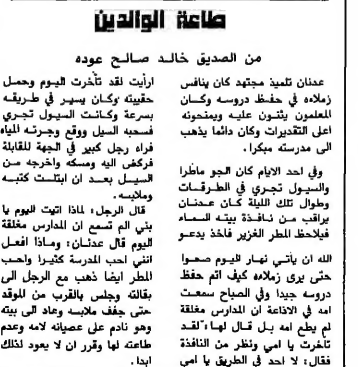 طاعة الوالدين
من الصديق خالد صالح عوده
عدنان تلميذ مجتهد كان ينافس
زملاءه في حفظ دروسه وكان
المعلمون يثنون عليه ويمنحونه
اعلى التقديرات وكان دائما يذهب
الى مدرسته مبكرا.
وفي احد الايام كان الجو ماطرا
والسيول تجري في الطرقات
وطوال تلك الليلة كان عدنان
يراقب من نافذة بيته السماء
فيلاحظ المطر الغزير فاخذ يدعو
الله ان يأتي نهار اليوم صحوا
حتى يرى زملاءه كيف اتم حفظ
دروسه جيدا وفي الصباح سمعت
امه في الاذاعة ان المدارس مغلقة
لم يطع امه بل قال لها: لقد
تأخرت يا امي ونظر من النافذة
فقال: لا احد في الطريق يا امي
ارأيت لقد تأخرت اليوم وحمل
حقيبته وكان يسير في طريقه
بسرعة وكانت السيول تجري
فسحبه السيل ووقع وجرته المياه
فراه رجل كبير في الجهة المقابلة
فركض اليه ومسكه واخرجه من
السيل بعد ان ابتلت كتبه
وملابسه.
قال الرجل: لماذا اتيت اليوم يا
بني الم تسمع ان المدارس مغلقة
اليوم قال عدنان: وماذا افعل
انني احب المدرسة كثيرا واحب
المطر ايضا ذهب مع الرجل الى
بقالته وجلس بالقرب من الموقد
حتى جفف ملابسه وعاد الى بيته
وهو نادم على عصيانه لامه وعدم
طاعته لها وقرر ان لا يعود لذلك
ابدا.